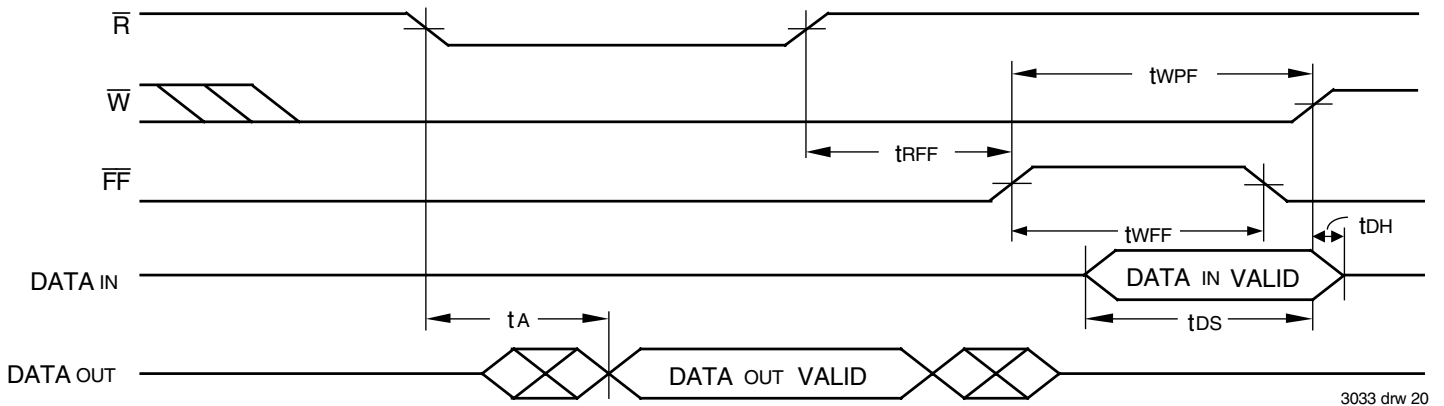 R̅
tWPF
W̅
tRFF
F̅F̅
tWFF
tDH
DATA IN
DATA IN VALID
tA
tDS
DATA OUT
DATA OUT VALID
3033 drw 20